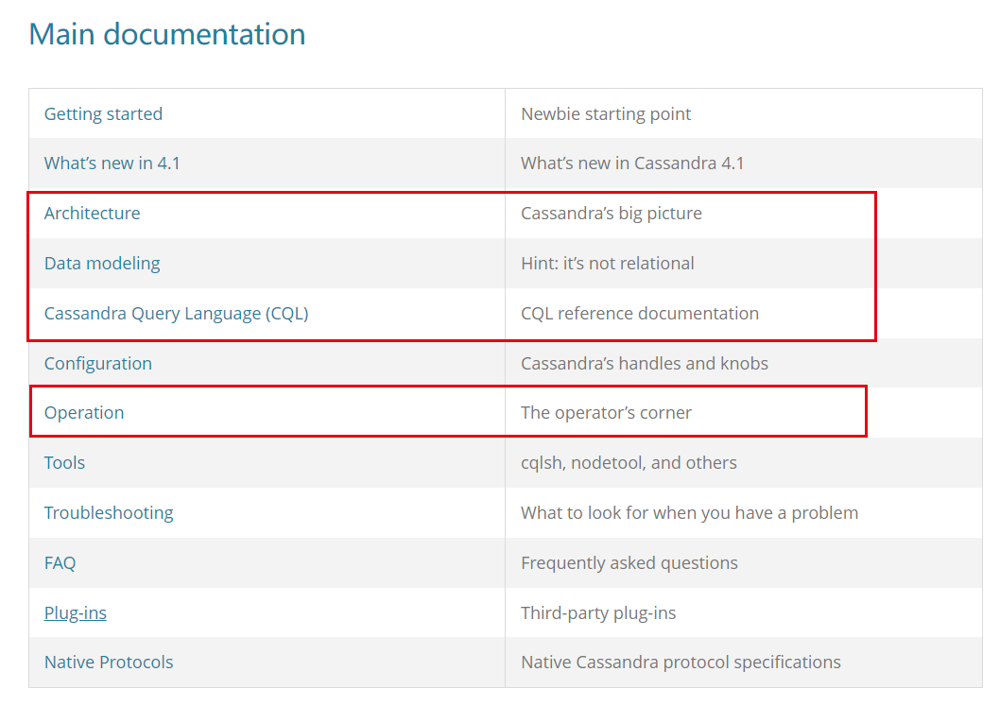 Main documentation
Getting started Newbie starting point
What’s new in 4.1 What’s new in Cassandra 4.1
Architecture Cassandra’s big picture
Data modeling Hint: it’s not relational
Cassandra Query Language (CQL) CQL reference documentation
Configuration Cassandra’s handles and knobs
Operation The operator’s corner
Tools cqlsh, nodetool, and others
Troubleshooting What to look for when you have a problem
FAQ Frequently asked questions
Plug-ins Third-party plug-ins
Native Protocols Native Cassandra protocol specifications